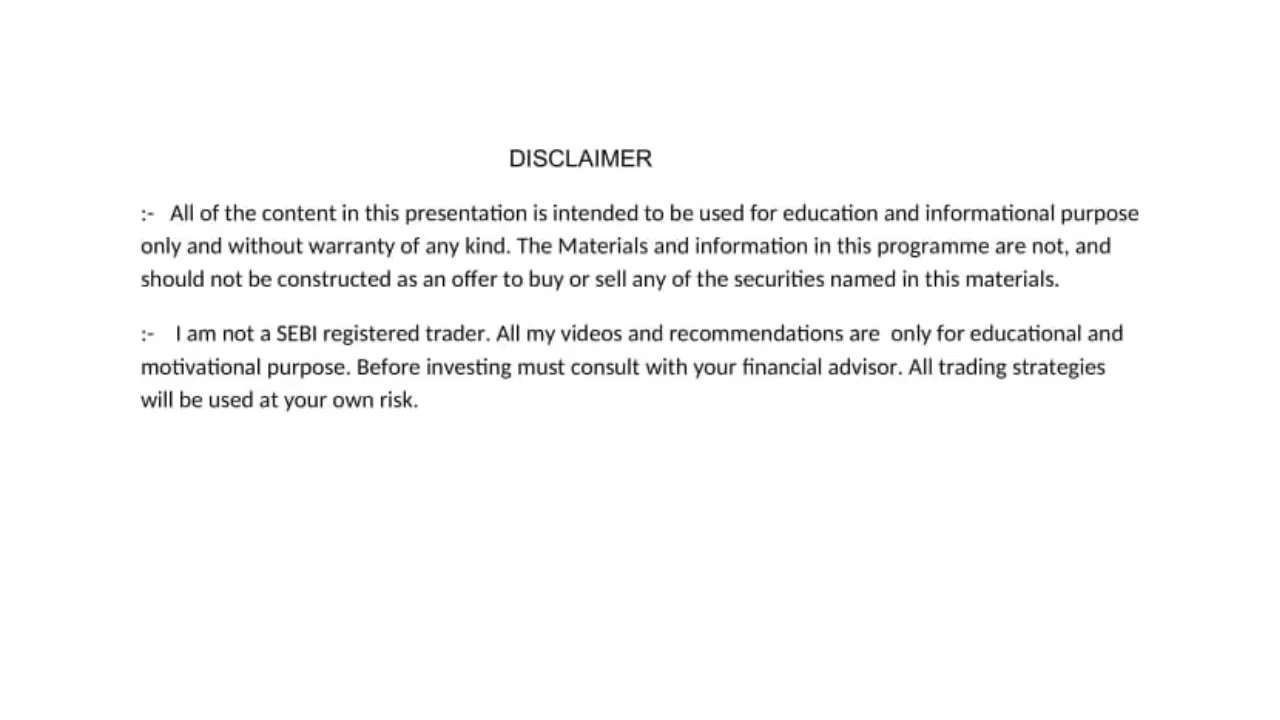 DISCLAIMER
:- All of the content in this presentation is intended to be used for education and informational purpose
only and without warranty of any kind. The Materials and information in this programme are not, and
should not be constructed as an offer to buy or sell any of the securities named in this materials.
:- I am not a SEBI registered trader. All my videos and recommendations are only for educational and
motivational purpose. Before investing must consult with your financial advisor. All trading strategies
will be used at your own risk.